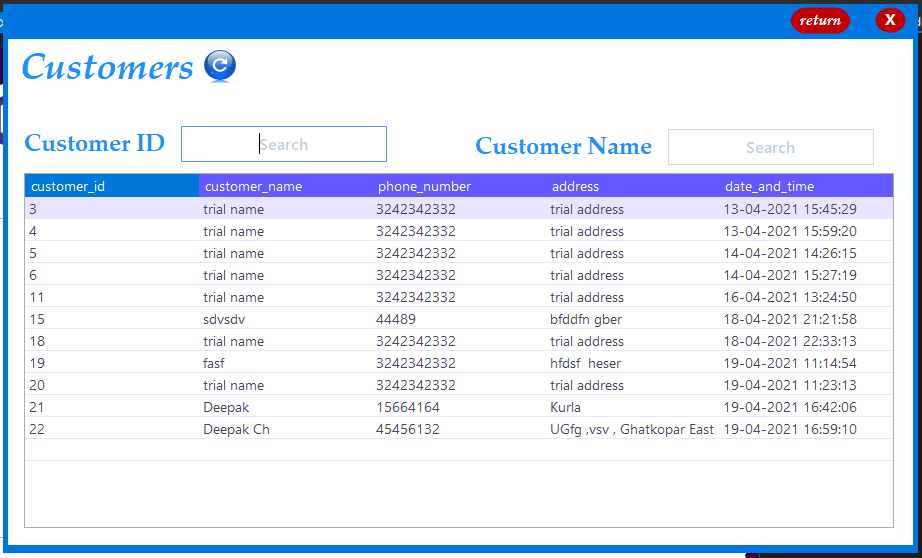 return X
Customers
Customer ID Search Customer Name Search
customer_id customer_name phone_number address date_and_time
3 trial name 3242342332 trial address 13-04-2021 15:45:29
4 trial name 3242342332 trial address 13-04-2021 15:59:20
5 trial name 3242342332 trial address 14-04-2021 14:26:15
6 trial name 3242342332 trial address 14-04-2021 15:27:19
11 trial name 3242342332 trial address 16-04-2021 13:24:50
15 sdvsdv 44489 bfddfn gber 18-04-2021 21:21:58
18 trial name 3242342332 trial address 18-04-2021 22:33:13
19 fasf 3242342332 hfdsf  heser 19-04-2021 11:14:54
20 trial name 3242342332 trial address 19-04-2021 11:23:13
21 Deepak 15664164 Kurla 19-04-2021 16:42:06
22 Deepak Ch 45456132 UGfg ,vsv , Ghatkopar East 19-04-2021 16:59:10